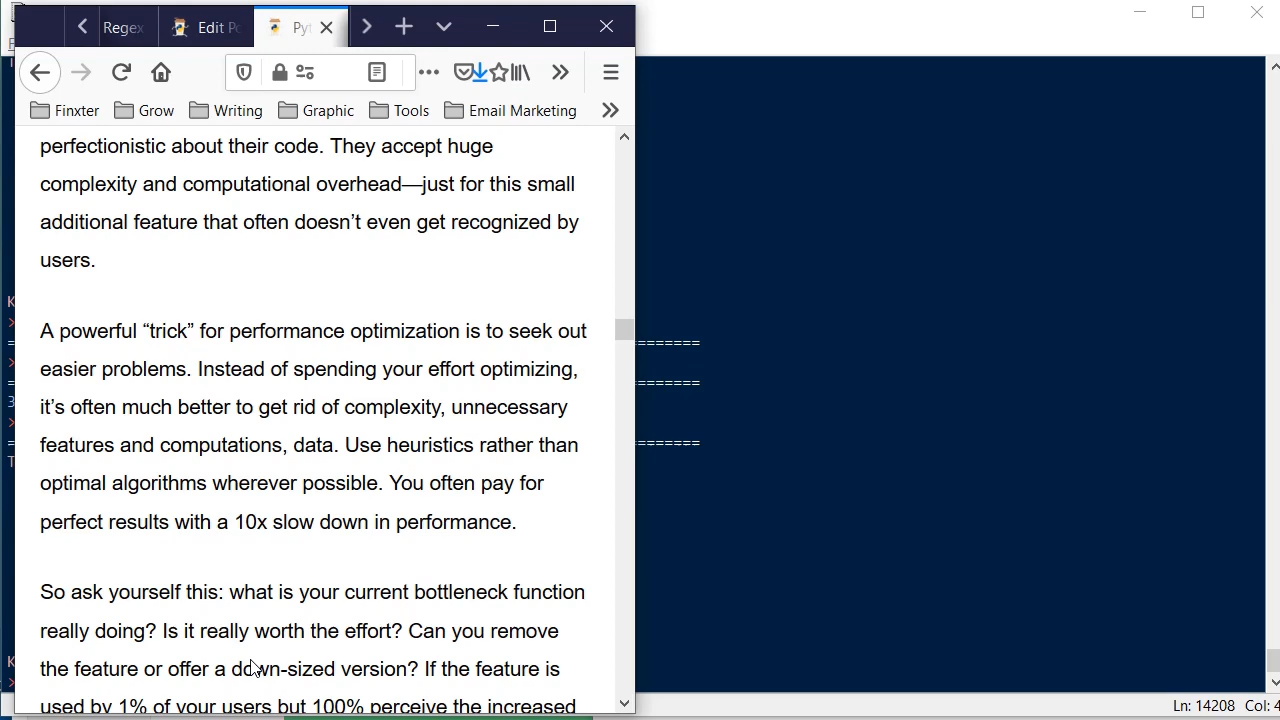 Regex
Edit Po
Pyt
Finxter
Grow
Writing
Graphic
Tools
Email Marketing
perfectionistic about their code. They accept huge
complexity and computational overhead—just for this small
additional feature that often doesn’t even get recognized by
users.
A powerful “trick” for performance optimization is to seek out
easier problems. Instead of spending your effort optimizing,
it’s often much better to get rid of complexity, unnecessary
features and computations, data. Use heuristics rather than
optimal algorithms wherever possible. You often pay for
perfect results with a 10x slow down in performance.
So ask yourself this: what is your current bottleneck function
really doing? Is it really worth the effort? Can you remove
the feature or offer a down-sized version? If the feature is
used by 1% of your users but 100% perceive the increased
K
>
=
=======
>
=
=======
3
>
=
=======
T
K
>
Ln: 14208 Col: 4